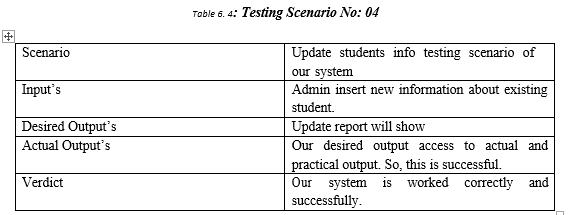 Table 6. 4: Testing Scenario No: 04
Scenario
Update students info testing scenario of
our system
Input's
Admin insert new information about existing
student.
Desired Output's
Update report will show
Actual Output's
Our desired output access to actual and
practical output. So, this is successful.
Verdict
Our system is worked correctly and
successfully.